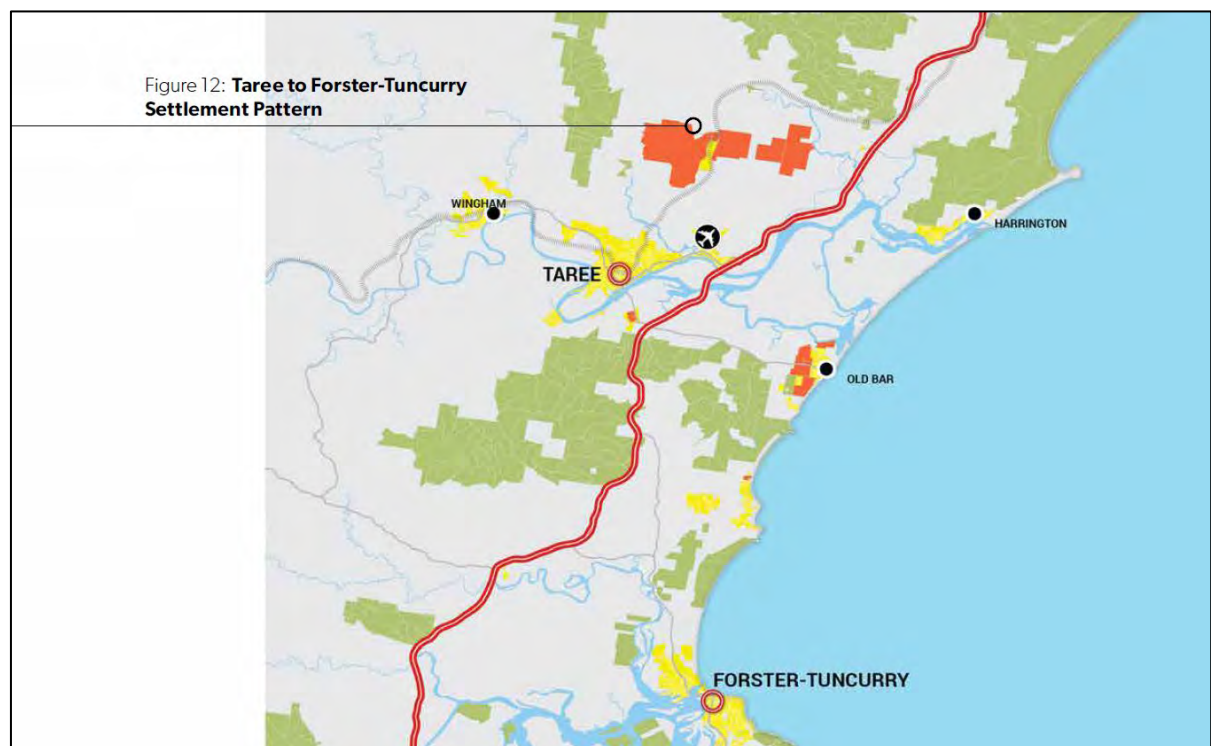 Figure 12: Taree to Forster-Tuncurry
Settlement Pattern
WINGHAM
HARRINGTON
TAREE
OLD BAR
FORSTER-TUNCURRY